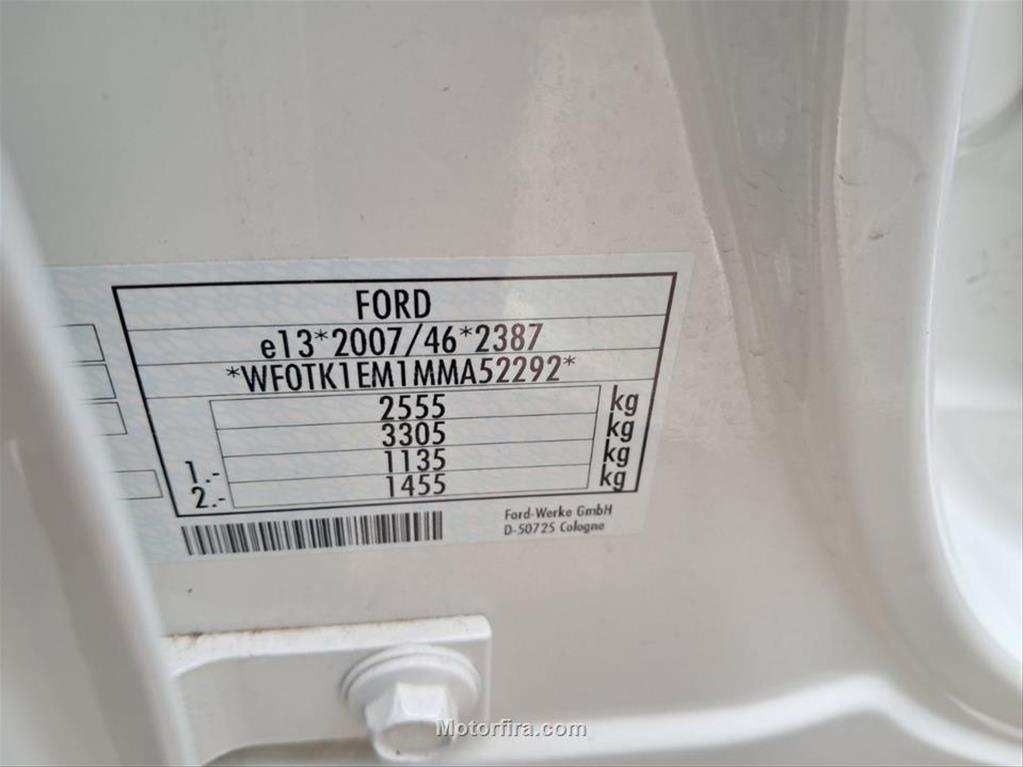 FORD
e13*2007/46*2387
*WF0TK1EM1MMA52292*
2555 kg
3305 kg
1.- 1135 kg
2.- 1455 kg
Ford-Werke GmbH
D-50725 Cologne
Motorfira.com